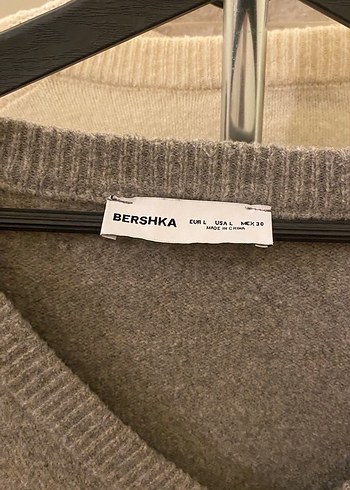 BERSHKA EUR L USA L MEX 30
MADE IN CHINA